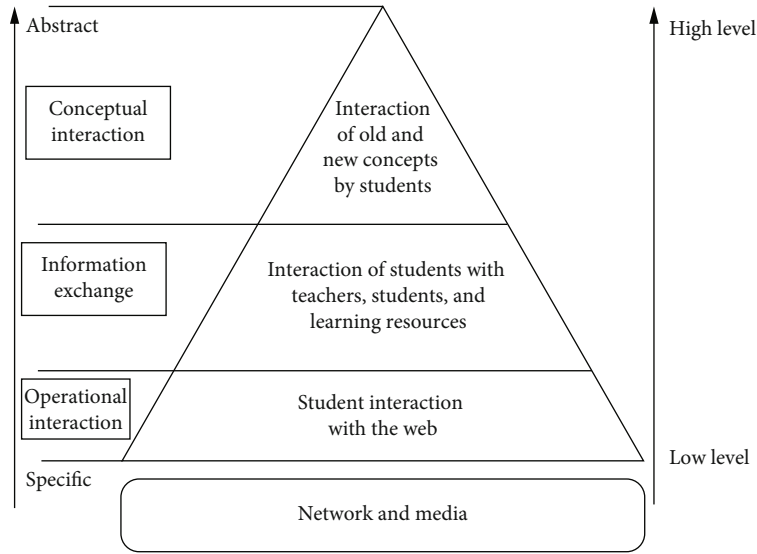 Abstract
High level
Conceptual
interaction
Interaction
of old and
new concepts
by students
Information
exchange
Interaction of students with
teachers, students, and
learning resources
Operational
interaction
Student interaction
with the web
Low level
Specific
Network and media